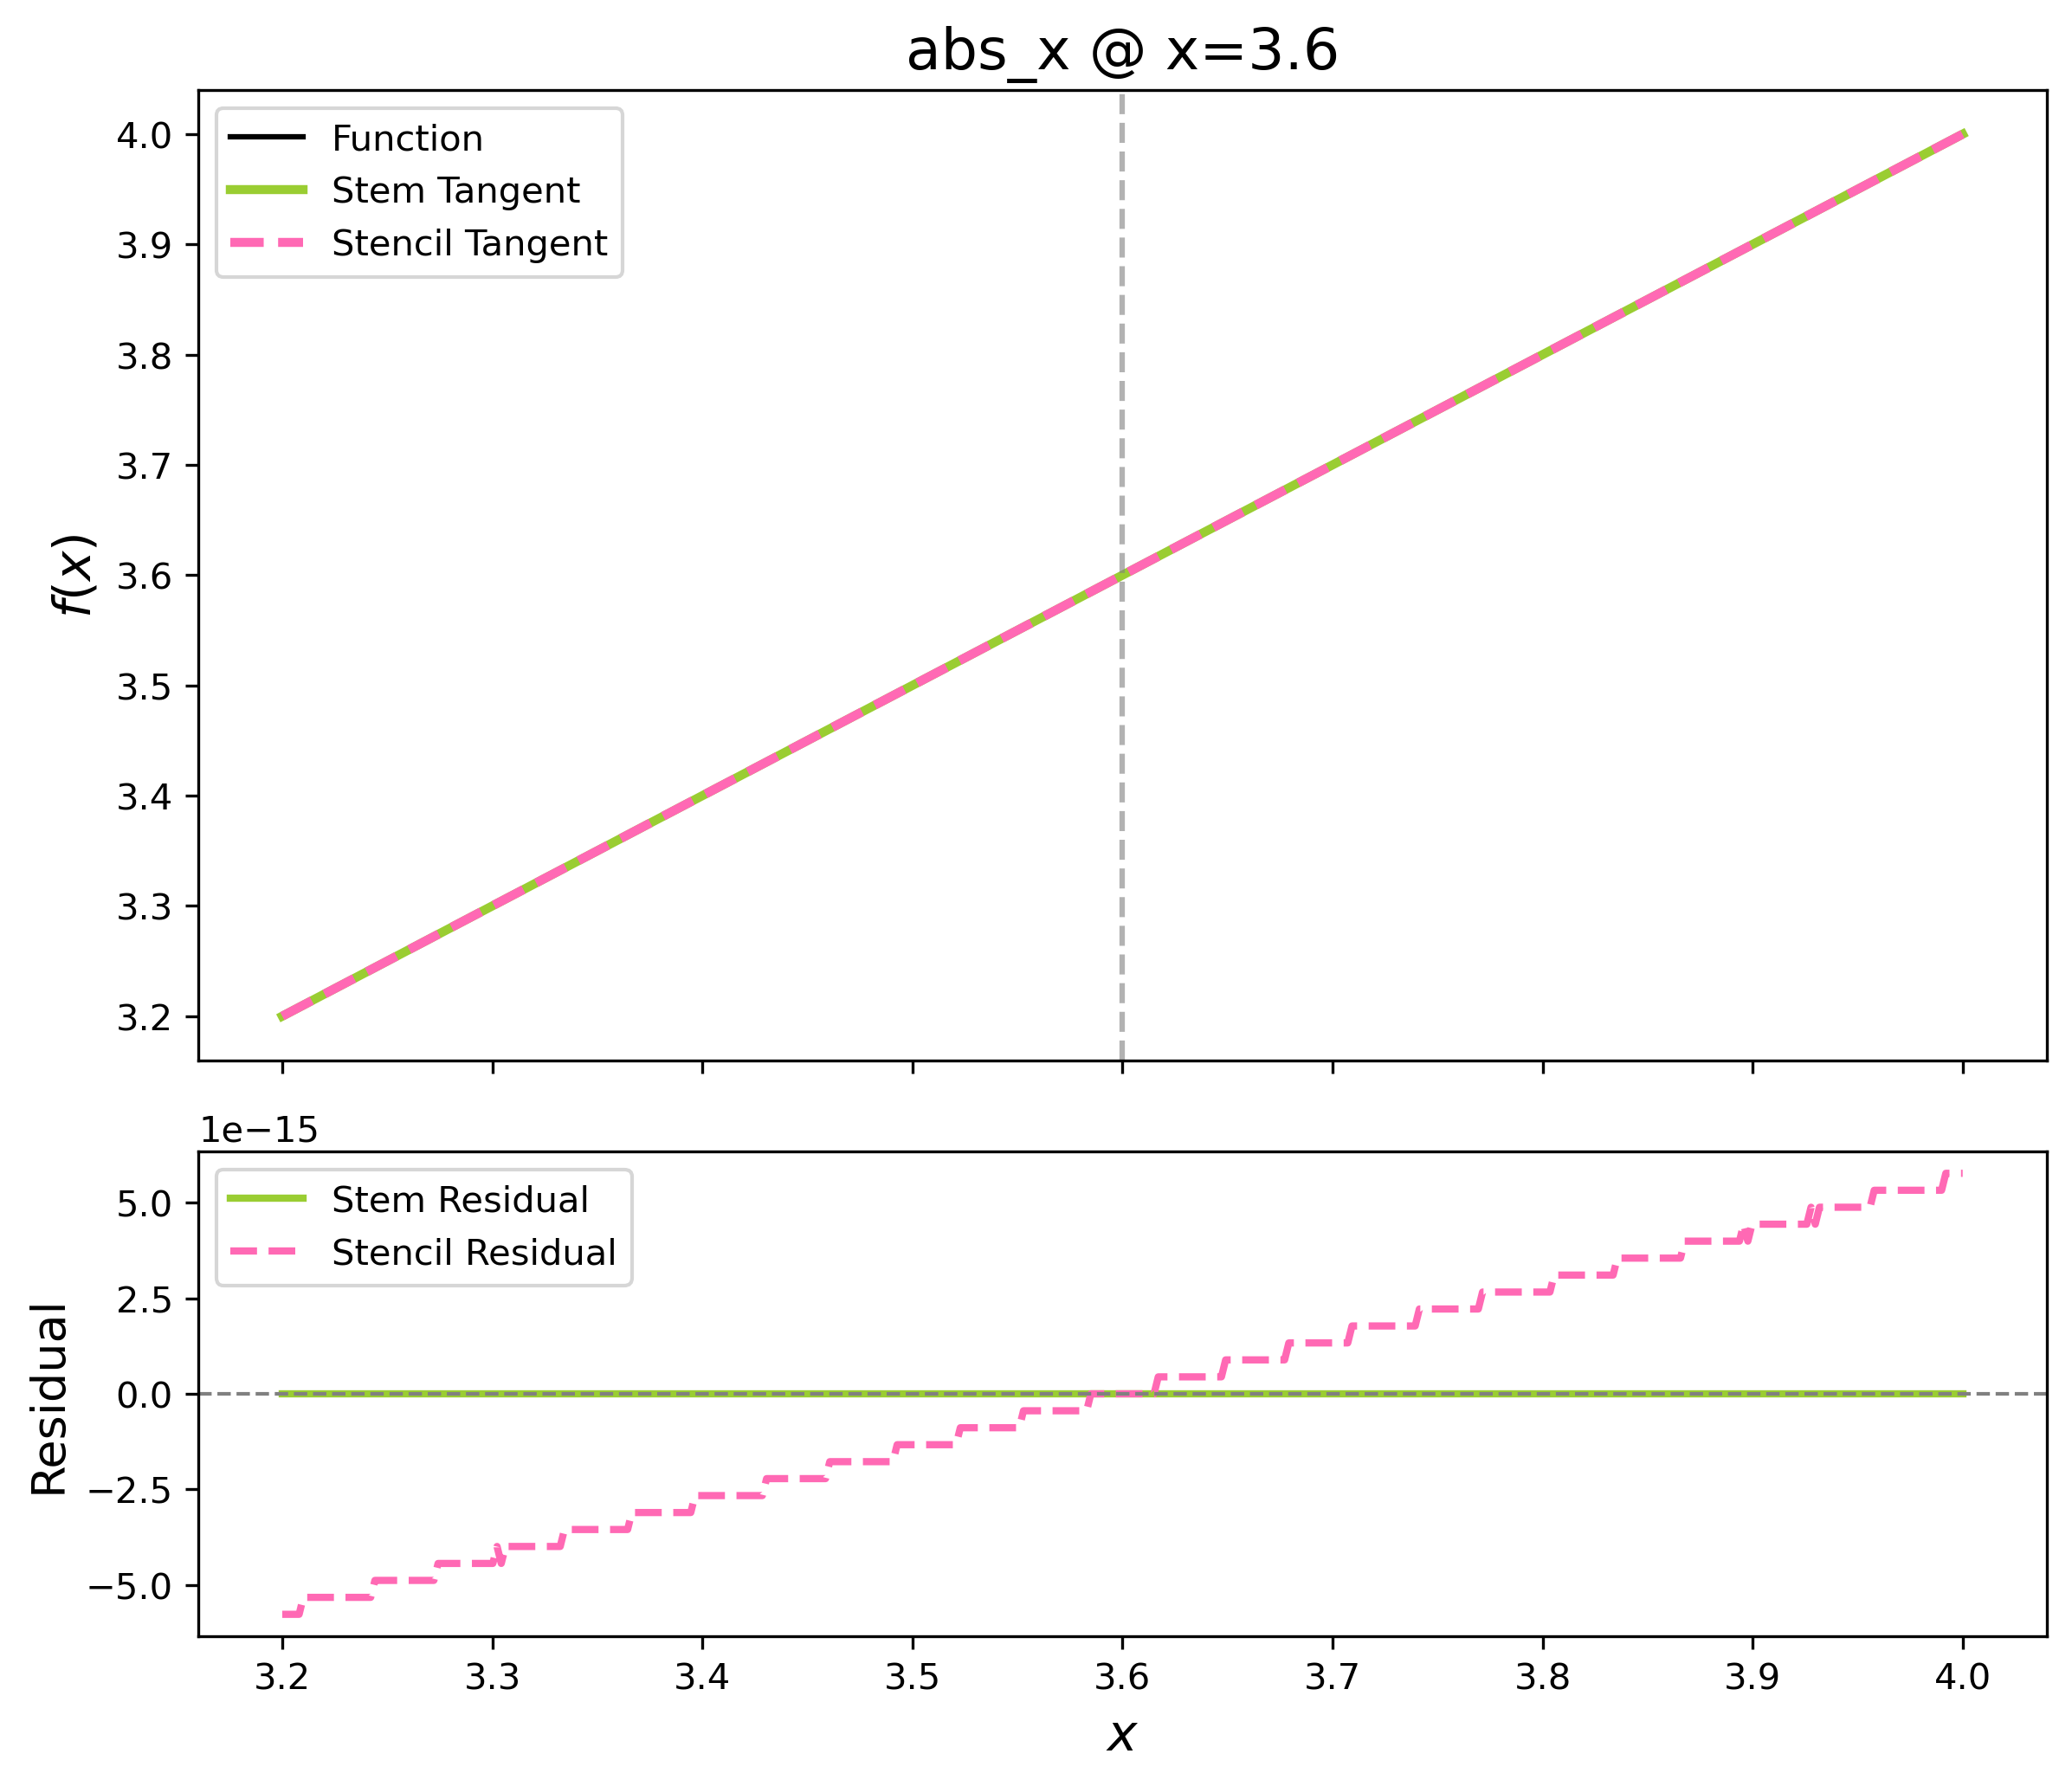 abs_x @ x=3.6
Function
Stem Tangent
Stencil Tangent
4.0
3.9
3.8
3.7
3.6
3.5
3.4
3.3
3.2
f(x)
1e−15
Stem Residual
Stencil Residual
5.0
2.5
0.0
−2.5
−5.0
Residual
3.2 3.3 3.4 3.5 3.6 3.7 3.8 3.9 4.0
x